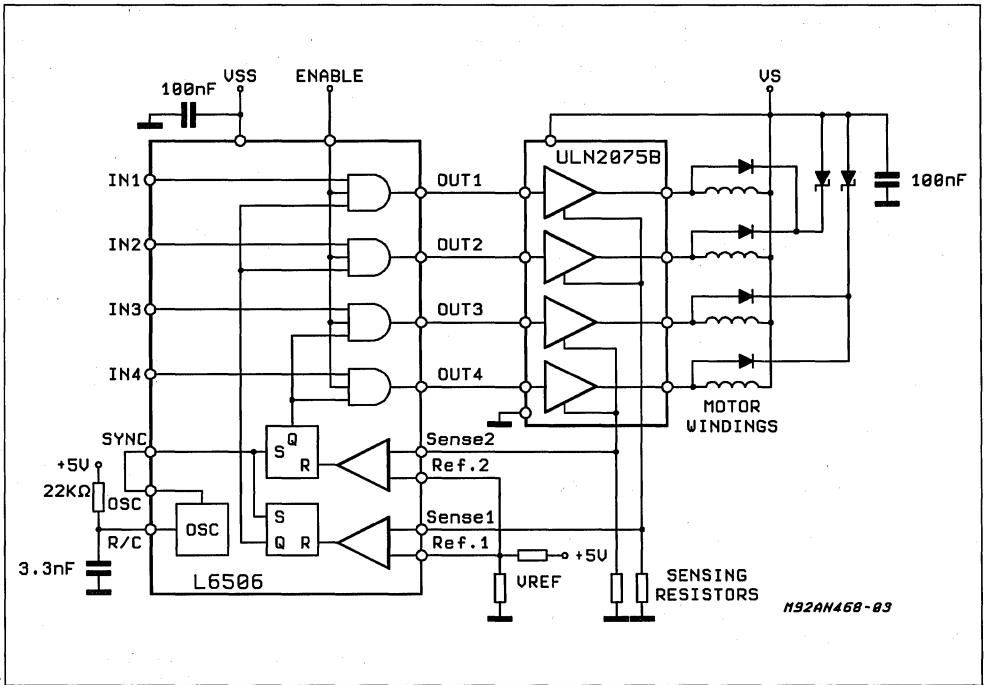 VSS
ENABLE
VS
100nF
ULN2075B
IN1
OUT1
100nF
IN2
OUT2
IN3
OUT3
IN4
OUT4
MOTOR
WINDINGS
SYNC
Q
S
R
Sense2
Ref.2
+5V
22KΩ
OSC
S
Q
R
Sense1
Ref.1
R/C
OSC
+5V
3.3nF
VREF
SENSING
RESISTORS
L6506
M92AN468-03